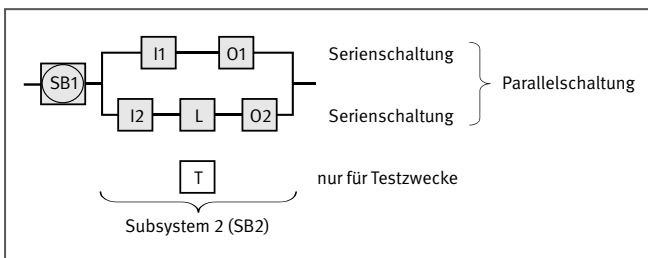 I1 O1 Serienschaltung
SB1 Parallelschaltung
I2 L O2 Serienschaltung
T nur für Testzwecke
Subsystem 2 (SB2)